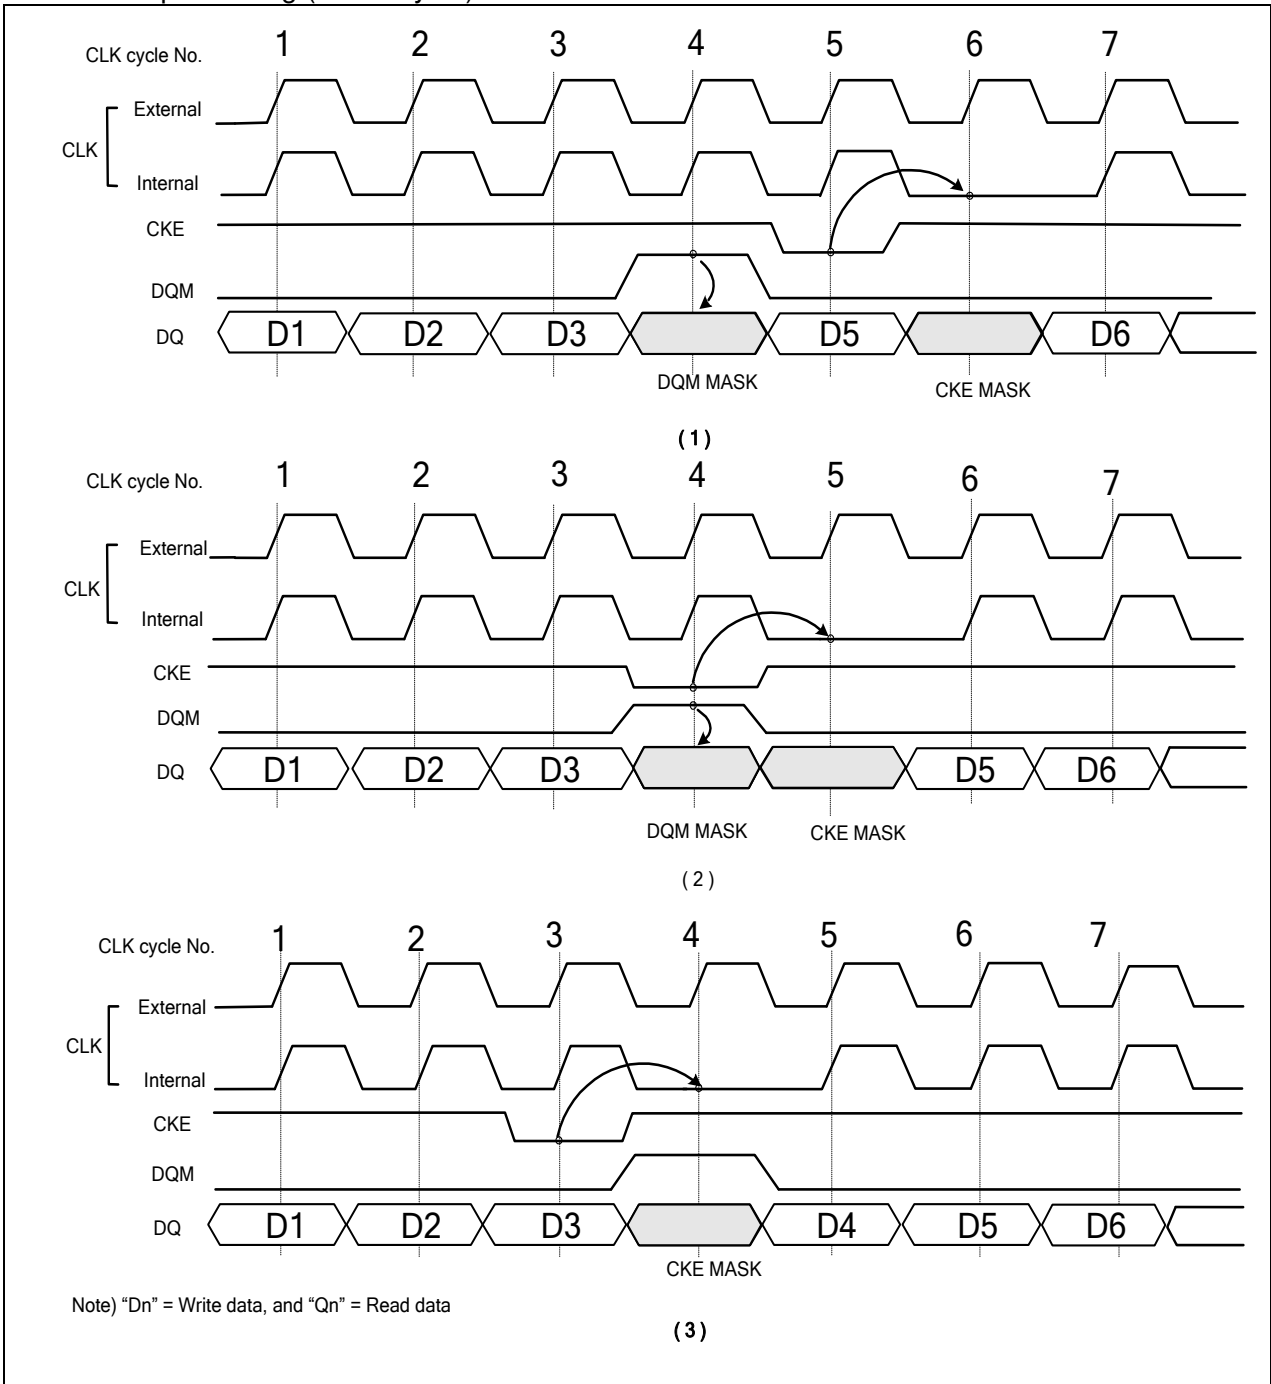 CLK cycle No. 1 2 3 4 5 6 7
External
CLK
Internal
CKE
DQM
DQ D1 D2 D3 D5 D6
DQM MASK CKE MASK
( 1 )
CLK cycle No. 1 2 3 4 5 6 7
External
CLK
Internal
CKE
DQM
DQ D1 D2 D3 D5 D6
DQM MASK CKE MASK
( 2 )
CLK cycle No. 1 2 3 4 5 6 7
External
CLK
Internal
CKE
DQM
DQ D1 D2 D3 D4 D5 D6
CKE MASK
Note) “Dn” = Write data, and “Qn” = Read data
( 3 )